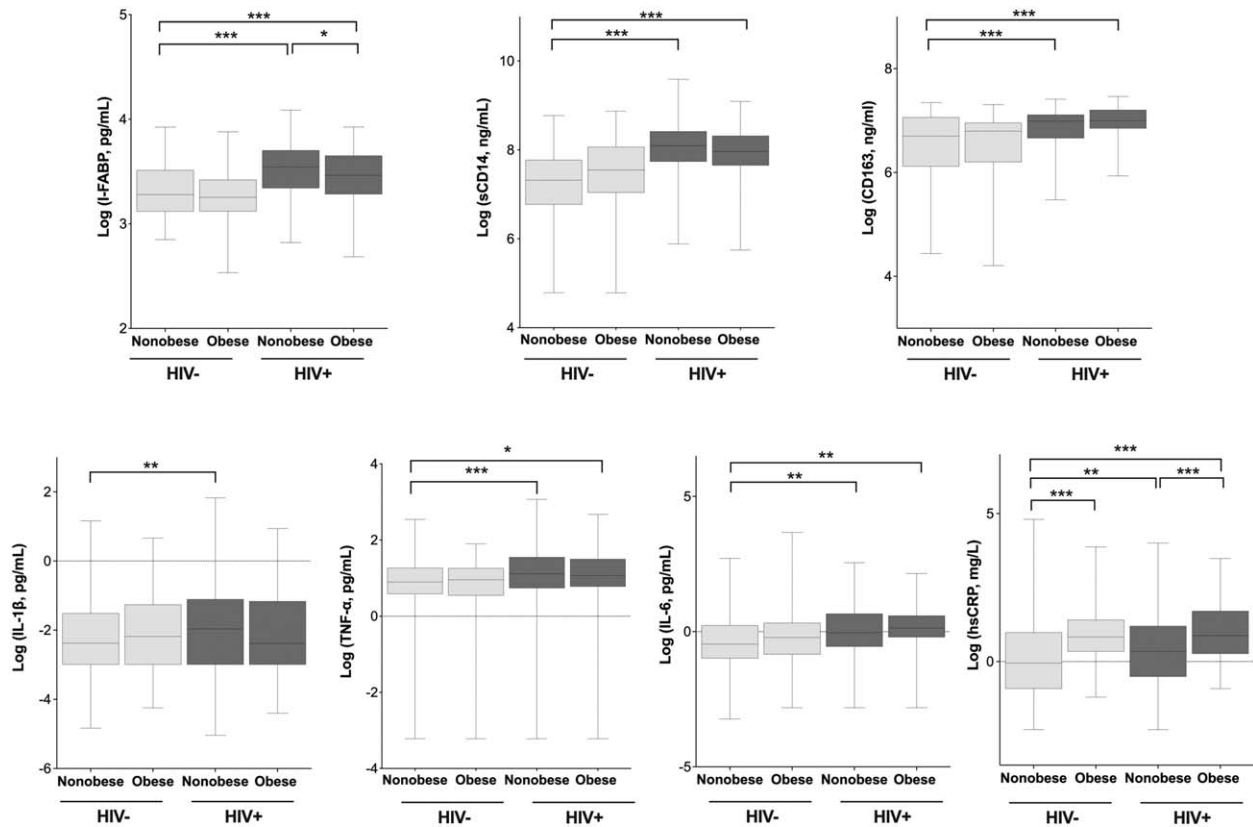 ***
***
*
Log (I-FABP, pg/mL)
5
4
3
2
Nonobese Obese Nonobese Obese
HIV- HIV+
***
***
Log (sCD14, ng/mL)
10
8
6
4
Nonobese Obese Nonobese Obese
HIV- HIV+
***
***
Log (CD163, ng/ml)
8
6
4
Nonobese Obese Nonobese Obese
HIV- HIV+
**
Log (IL-1β, pg/mL)
2
0
-2
-4
-6
Nonobese Obese Nonobese Obese
HIV- HIV+
*
***
Log (TNF-α, pg/mL)
4
2
0
-2
-4
Nonobese Obese Nonobese Obese
HIV- HIV+
**
**
Log (IL-6, pg/mL)
5
0
-5
Nonobese Obese Nonobese Obese
HIV- HIV+
***
**
***
***
Log (hsCRP, mg/L)
5
0
Nonobese Obese Nonobese Obese
HIV- HIV+